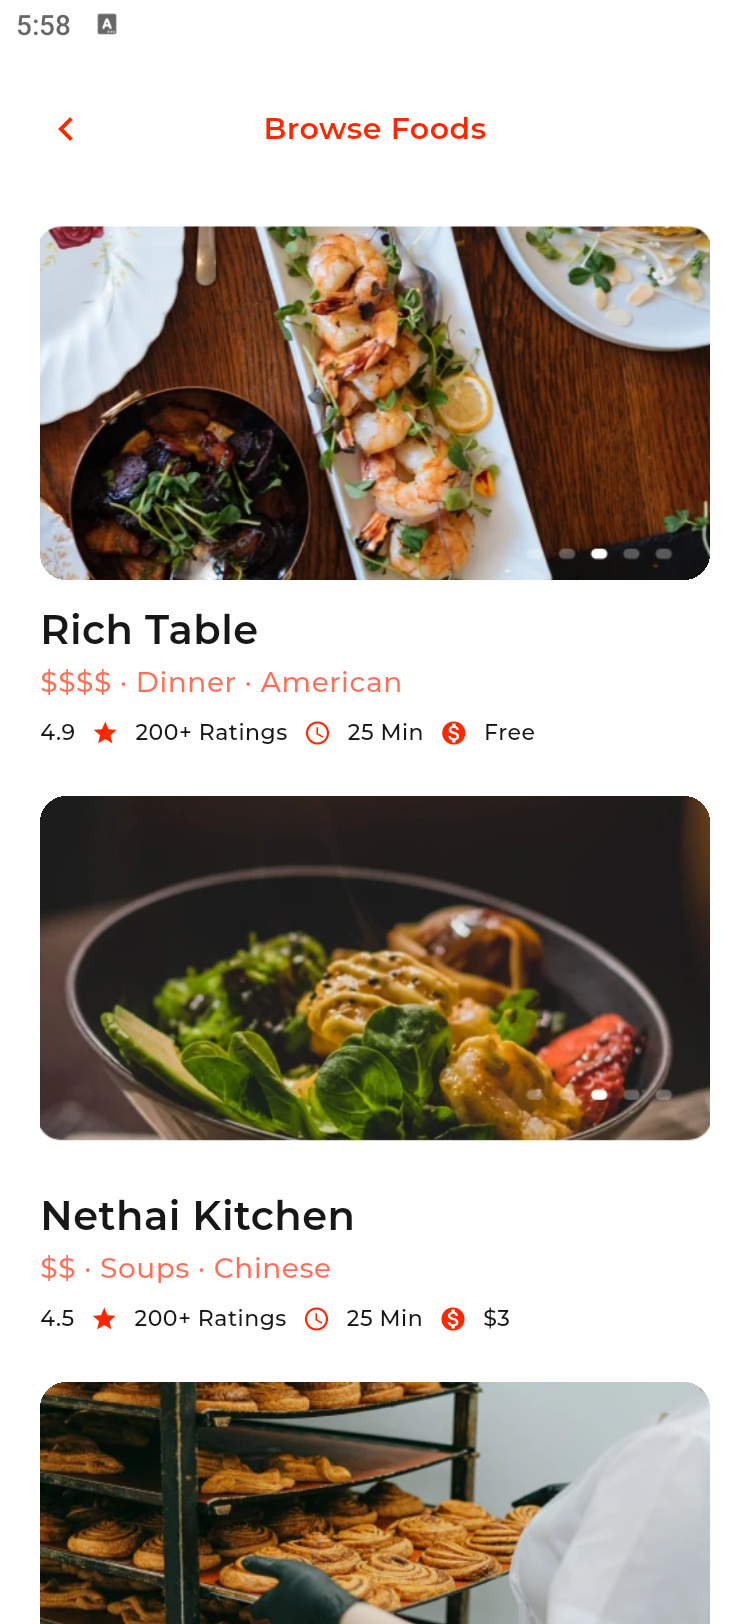 5:58 A
Browse Foods
Rich Table
$$$$ · Dinner · American
4.9 200+ Ratings 25 Min $ Free
Nethai Kitchen
$$ · Soups · Chinese
4.5 200+ Ratings 25 Min $ $3